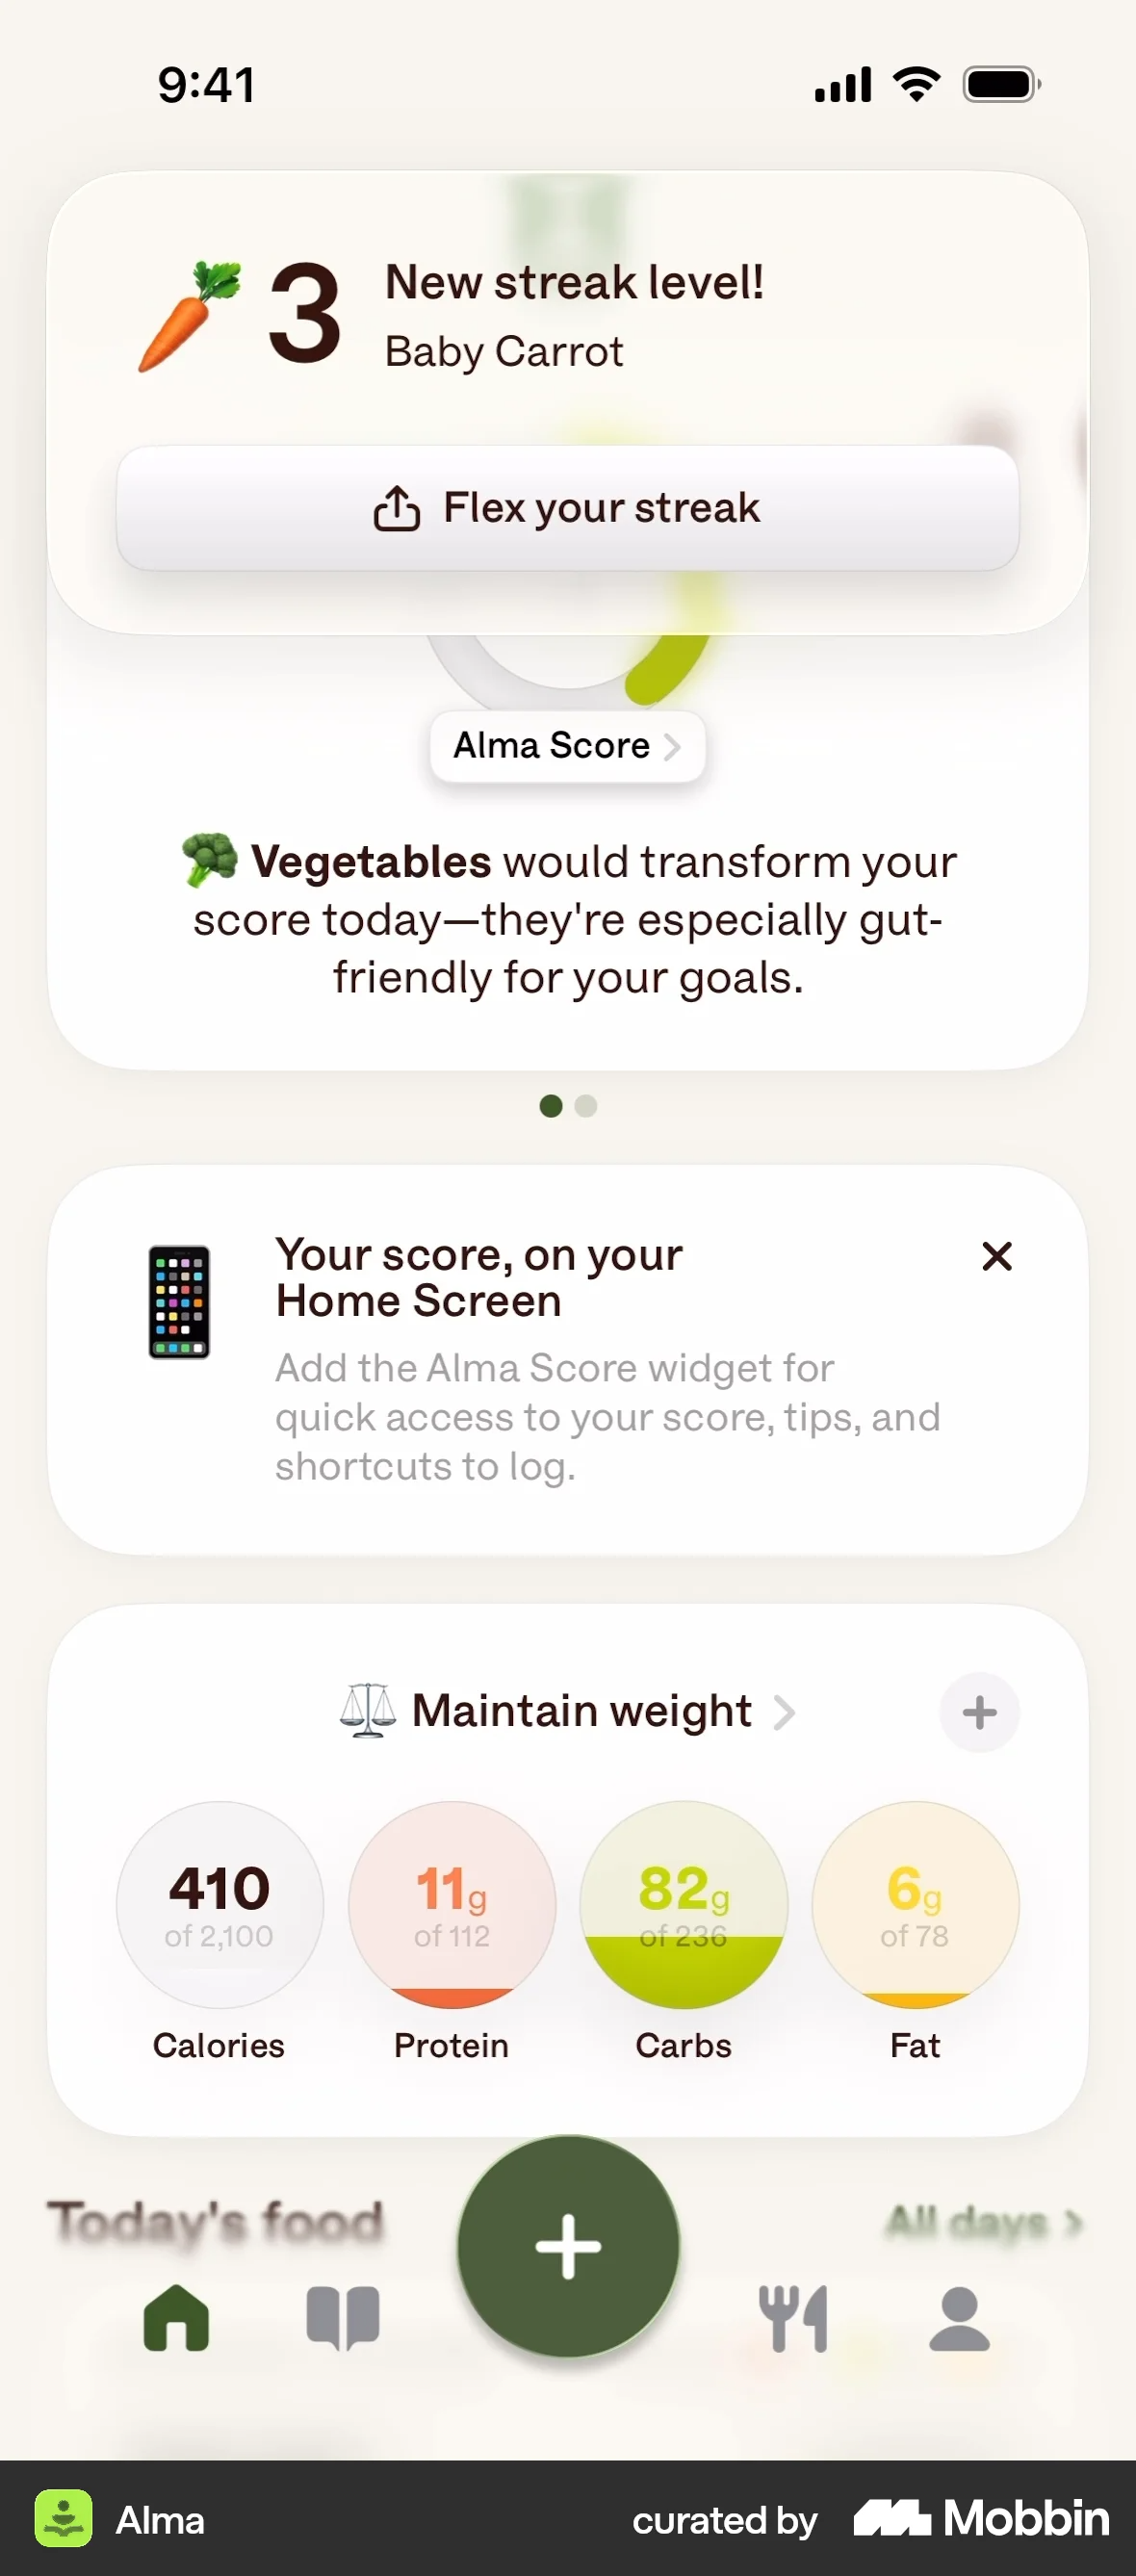 9:41
3
New streak level!
Baby Carrot
Flex your streak
Alma Score
Vegetables would transform your
score today—they're especially gut-
friendly for your goals.
Your score, on your
Home Screen
Add the Alma Score widget for
quick access to your score, tips, and
shortcuts to log.
Maintain weight
410
of 2,100
Calories
11g
of 112
Protein
82g
of 236
Carbs
6g
of 78
Fat
Today's food
All days
Alma
curated by Mobbin